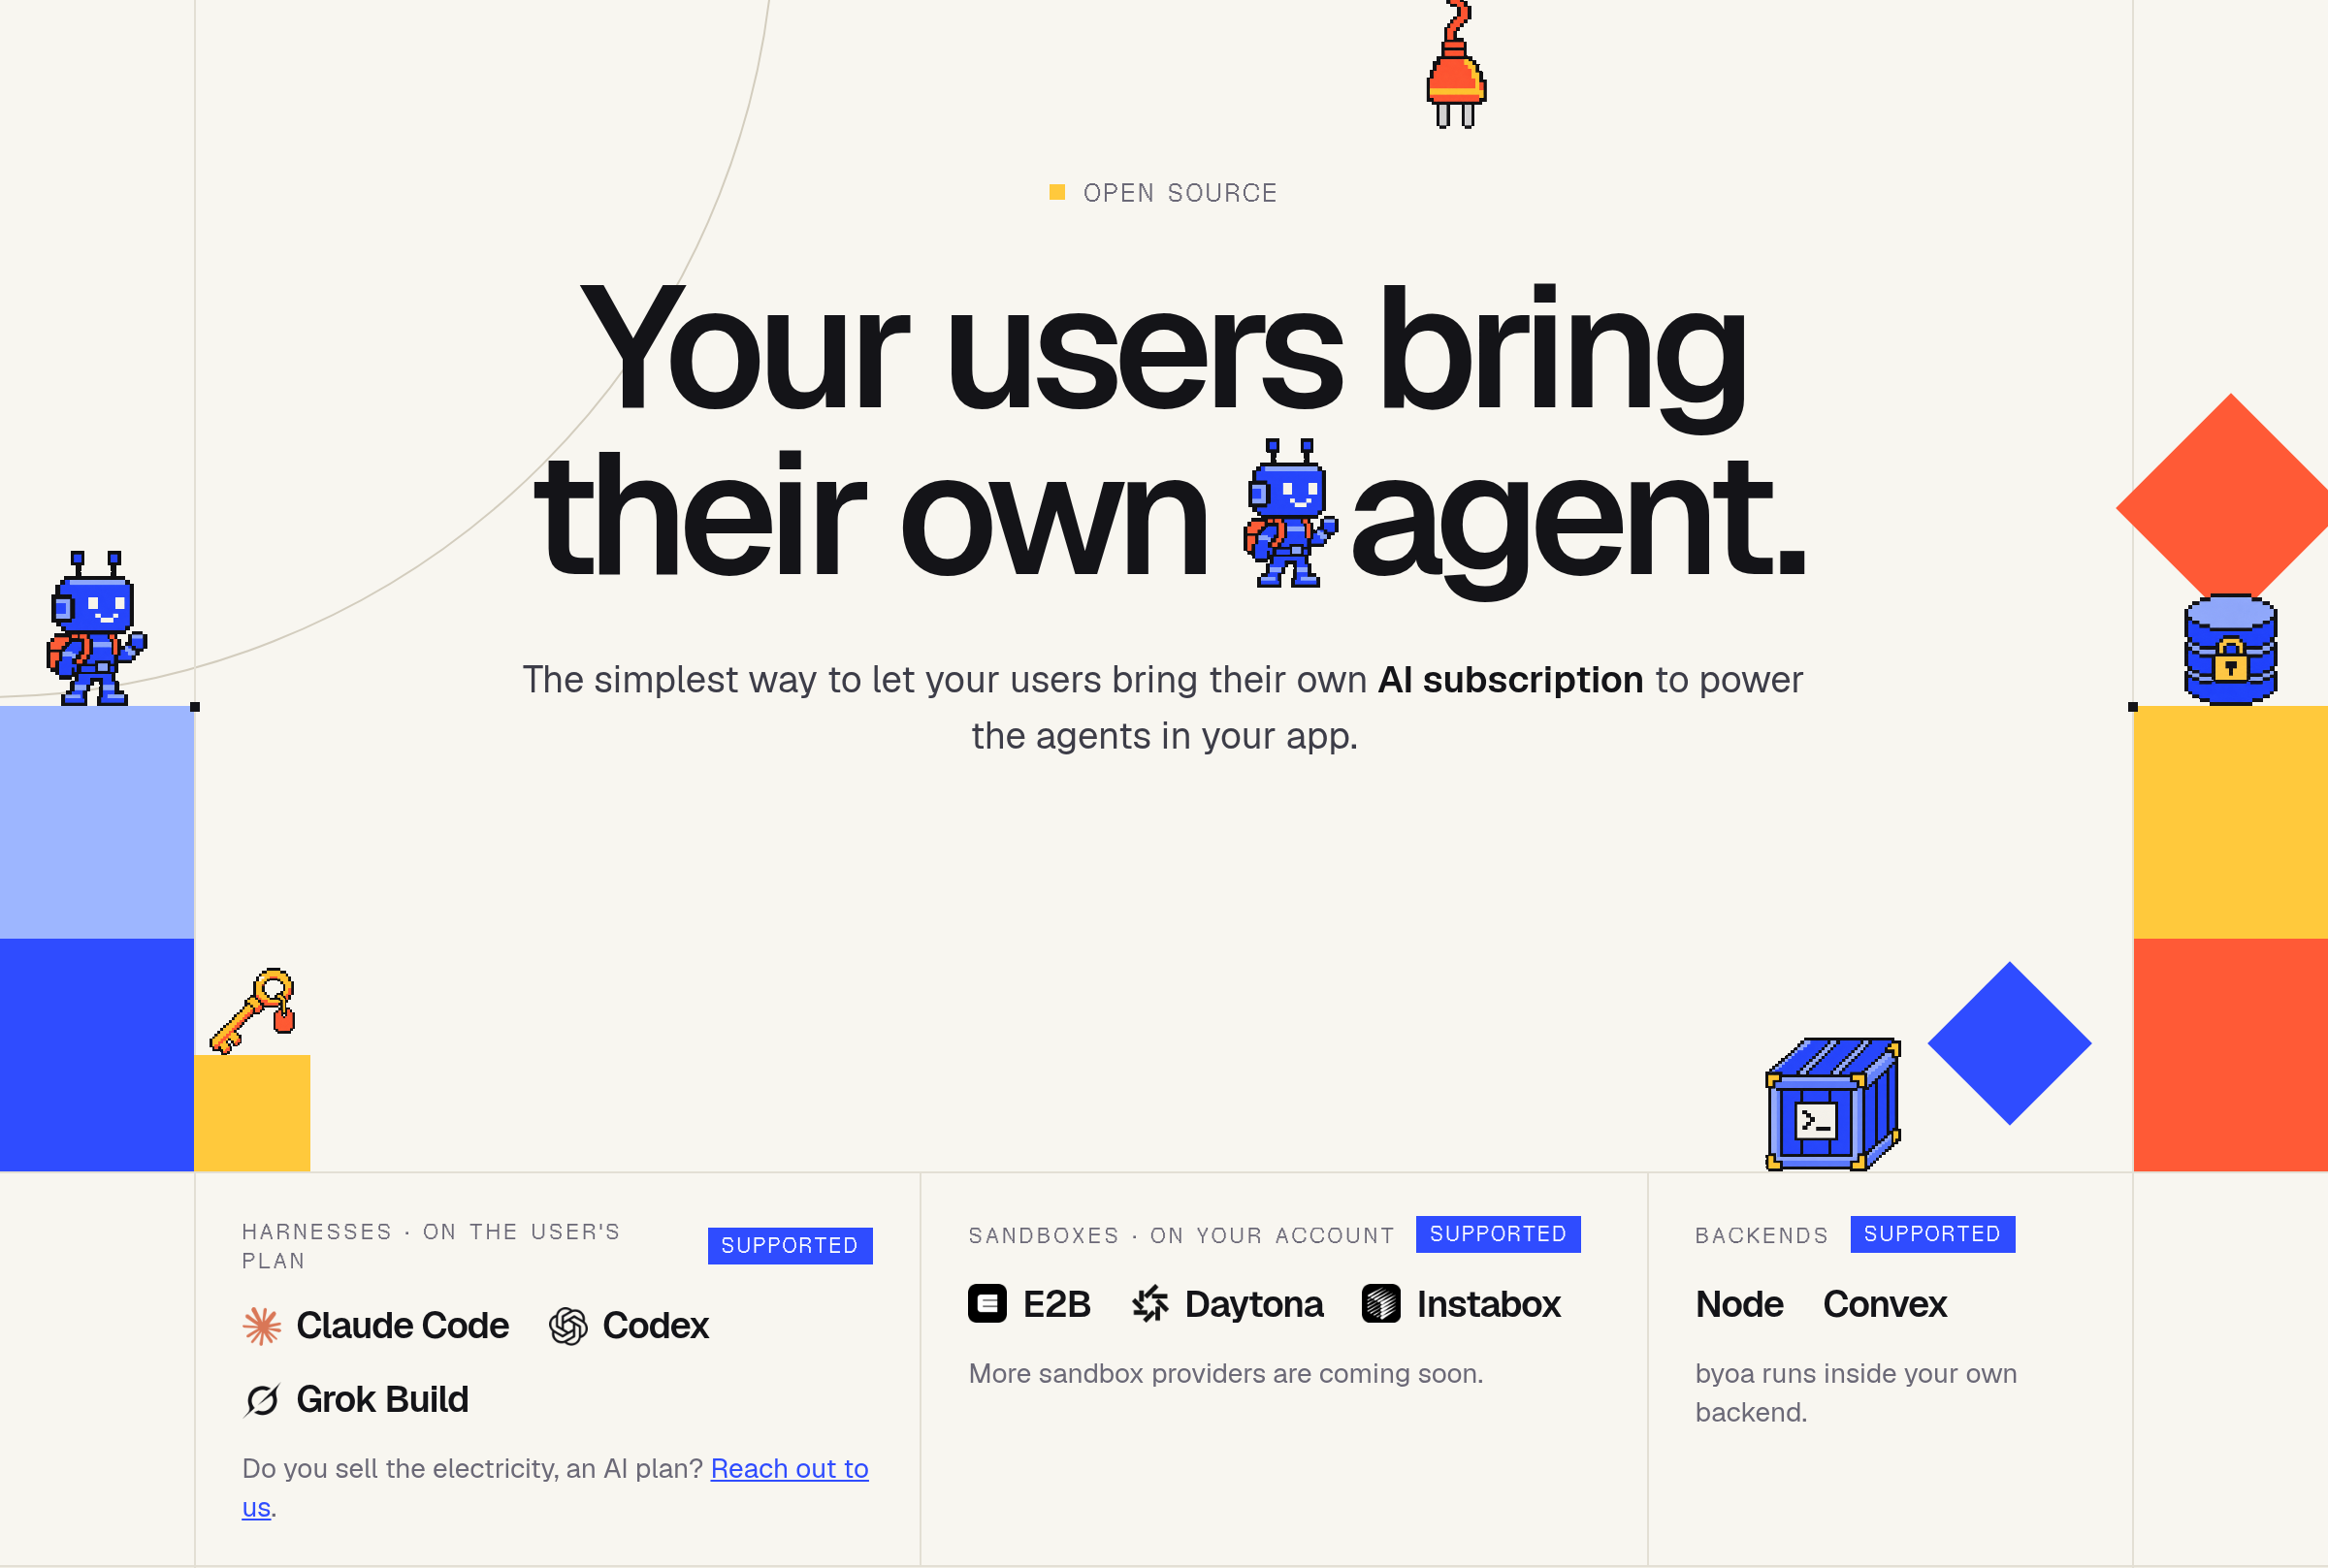 OPEN SOURCE
Your users bring
their own agent.
The simplest way to let your users bring their own AI subscription to power
the agents in your app.
HARNESSES · ON THE USER'S
PLAN
SUPPORTED
Claude Code
Codex
Grok Build
Do you sell the electricity, an AI plan? Reach out to
us.
SANDBOXES · ON YOUR ACCOUNT
SUPPORTED
E2B
Daytona
Instabox
More sandbox providers are coming soon.
BACKENDS
SUPPORTED
Node
Convex
byoa runs inside your own
backend.